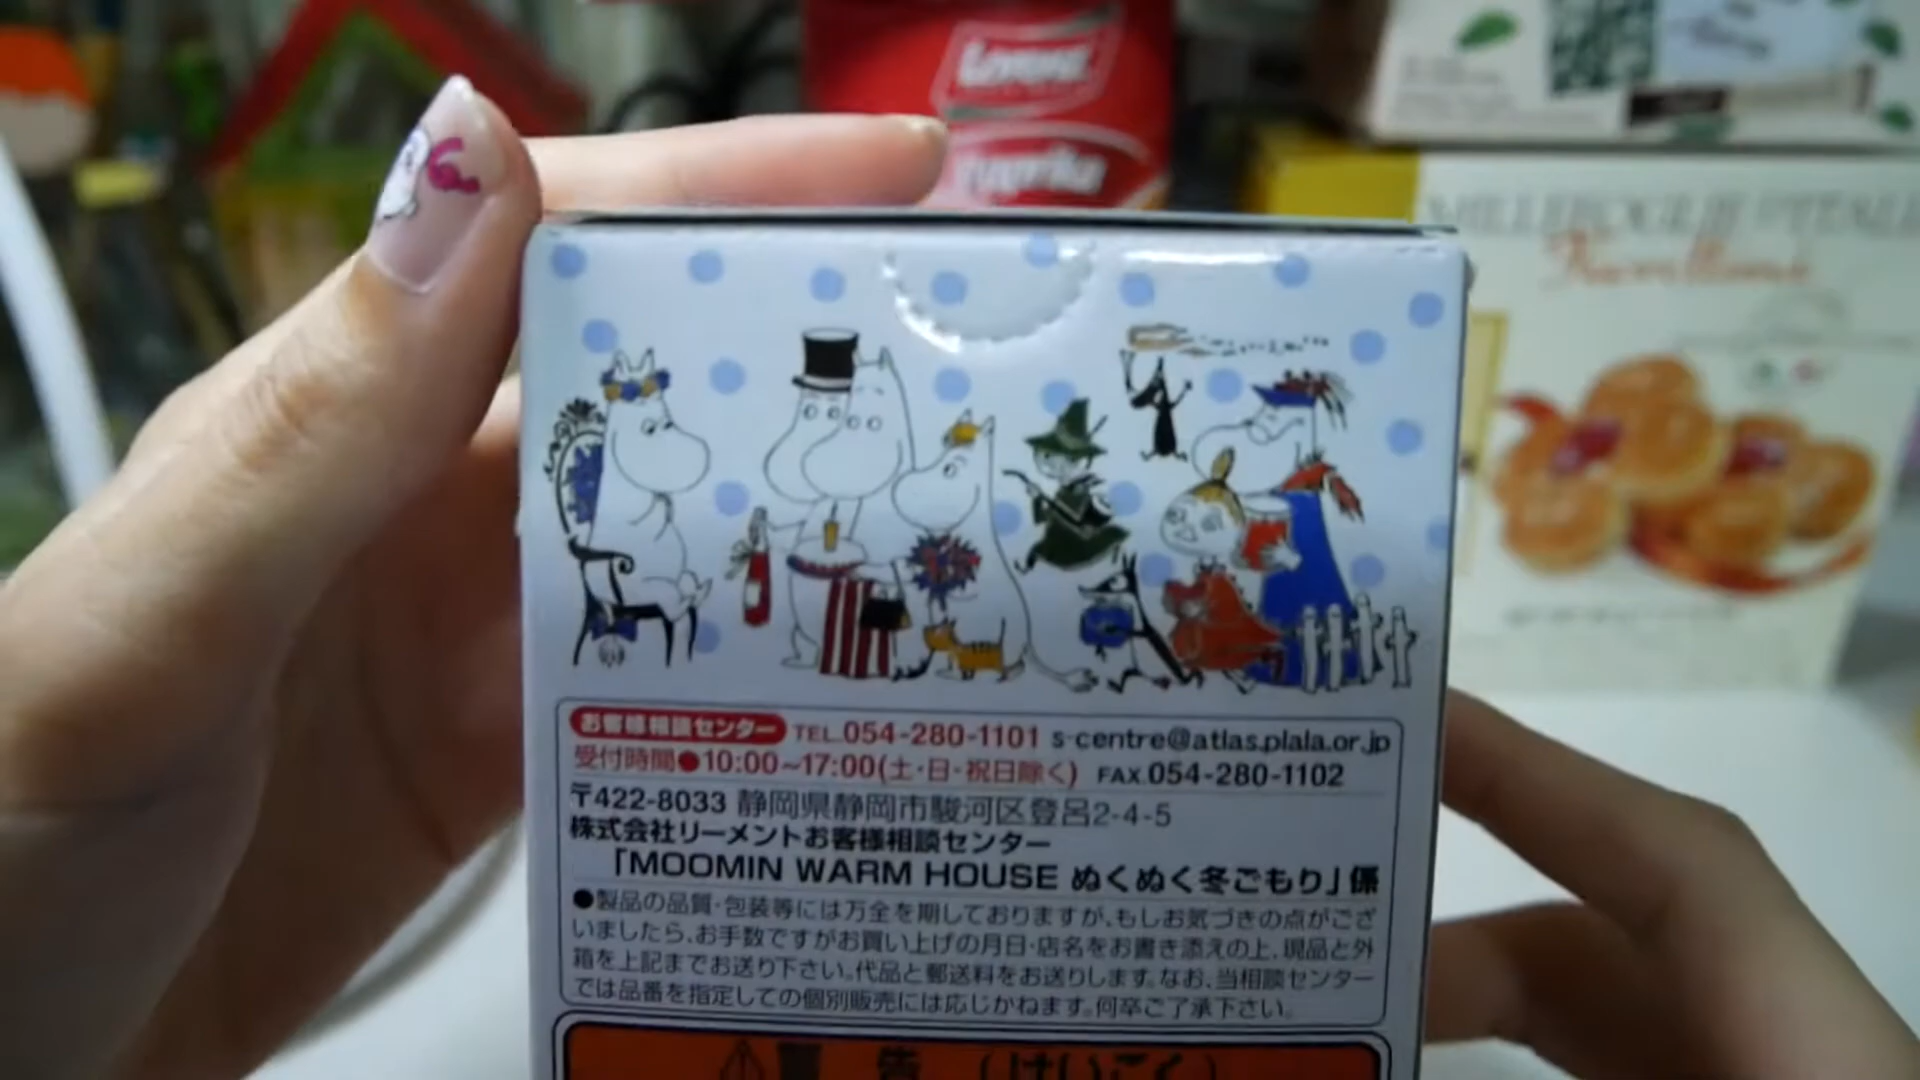 Lorenz
Paprika
MILLEFOGLIE D'ITALIA
お客様相談センター TEL.054-280-1101 s-centre@atlas.plala.or.jp
受付時間●10:00~17:00(土・日・祝日除く) FAX.054-280-1102
〒422-8033 静岡県静岡市駿河区登呂2-4-5
株式会社リーメントお客様相談センター
「MOOMIN WARM HOUSE ぬくぬく冬ごもり」係
●製品の品質・包装等には万全を期しておりますが、もしお気づきの点がござ
いましたら、お手数ですがお買い上げの月日・店名をお書き添えの上、現品と外
箱を上記までお送り下さい。代品と郵送料をお送りします。なお、当相談センター
では品番を指定しての個別販売には応じかねます。何卒ご了承下さい。
告 (けいこく)